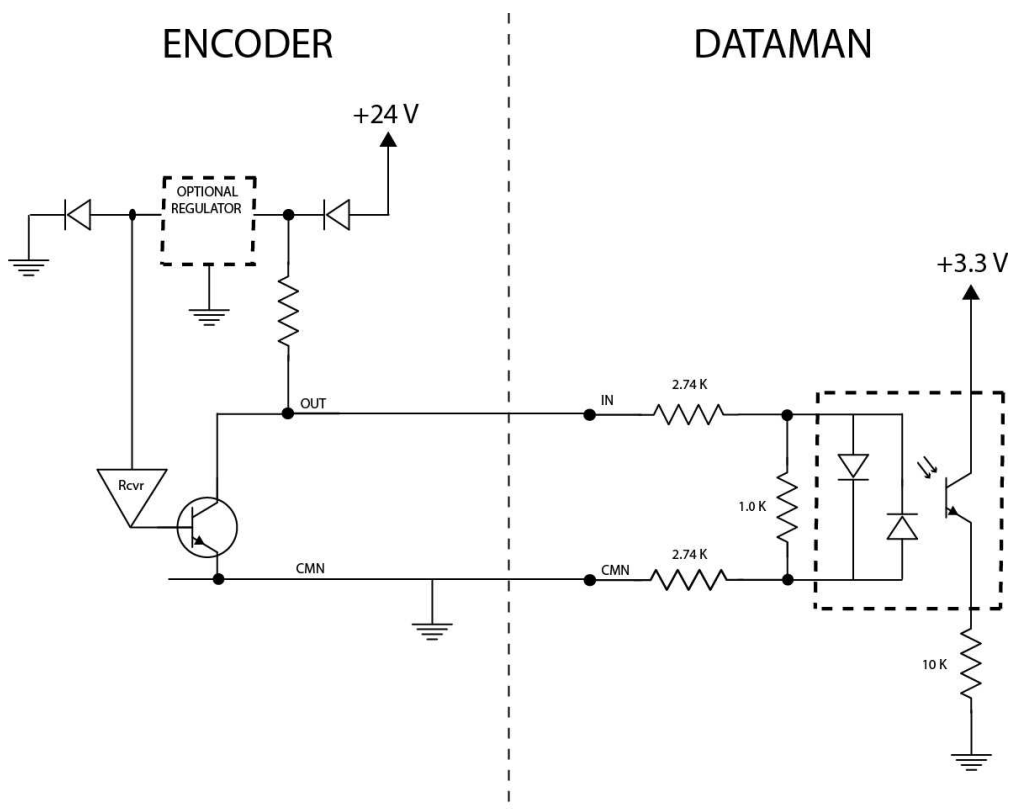 ENCODER
DATAMAN
+24 V
OPTIONAL
REGULATOR
+3.3 V
OUT
IN
2.74 K
Rcvr
1.0 K
CMN
CMN
2.74 K
10 K